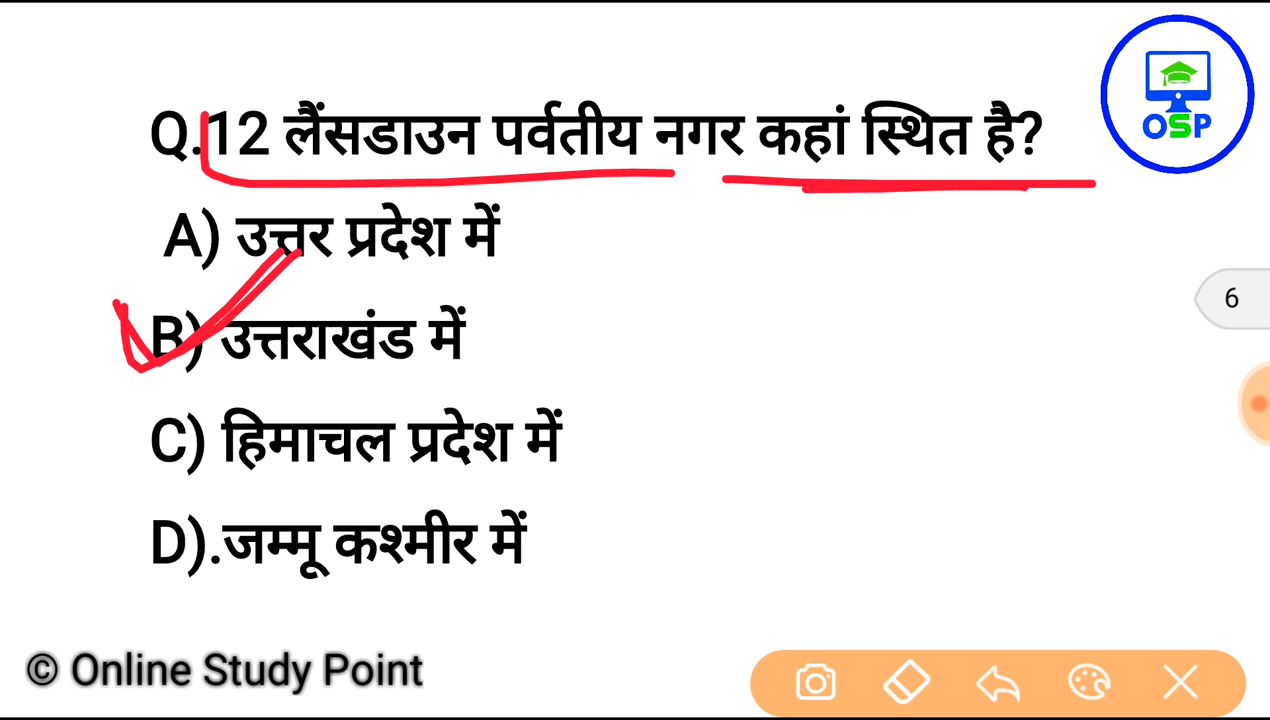 OSP
Q.12 लैंसडाउन पर्वतीय नगर कहां स्थित है?
A) उत्तर प्रदेश में
B) उत्तराखंड में
6
C) हिमाचल प्रदेश में
D).जम्मू कश्मीर में
© Online Study Point